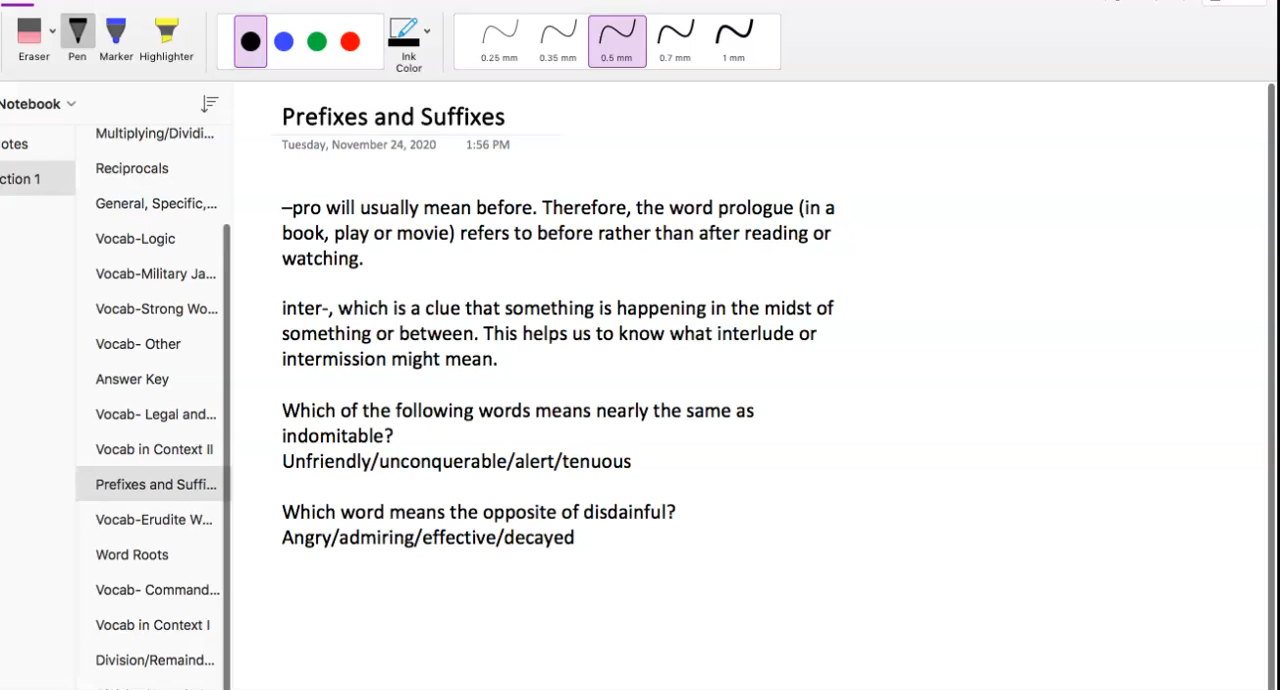 Eraser
Pen
Marker
Highlighter
Ink
Color
0.25 mm
0.35 mm
0.5 mm
0.7 mm
1 mm
Notebook
otes
ction 1
Multiplying/Dividi...
Reciprocals
General, Specific,...
Vocab-Logic
Vocab-Military Ja...
Vocab-Strong Wo...
Vocab- Other
Answer Key
Vocab- Legal and...
Vocab in Context II
Prefixes and Suffi...
Vocab-Erudite W...
Word Roots
Vocab- Command...
Vocab in Context I
Division/Remaind...
Prefixes and Suffixes
Tuesday, November 24, 2020 1:56 PM
–pro will usually mean before. Therefore, the word prologue (in a
book, play or movie) refers to before rather than after reading or
watching.
inter-, which is a clue that something is happening in the midst of
something or between. This helps us to know what interlude or
intermission might mean.
Which of the following words means nearly the same as
indomitable?
Unfriendly/unconquerable/alert/tenuous
Which word means the opposite of disdainful?
Angry/admiring/effective/decayed